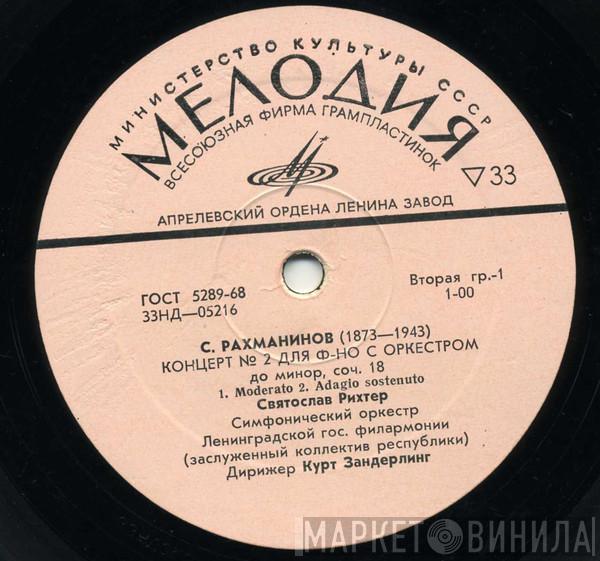 МИНИСТЕРСТВО КУЛЬТУРЫ СССР
МЕЛОДИЯ
ВСЕСОЮЗНАЯ ФИРМА ГРАМПЛАСТИНОК
▽33
АПРЕЛЕВСКИЙ ОРДЕНА ЛЕНИНА ЗАВОД
ГОСТ 5289-68
33НД—05216
Вторая гр.-1
1-00
С. РАХМАНИНОВ (1873—1943)
КОНЦЕРТ № 2 ДЛЯ Ф-НО С ОРКЕСТРОМ
до минор, соч. 18
1. Moderato 2. Adagio sostenuto
Святослав Рихтер
Симфонический оркестр
Ленинградской гос. филармонии
(заслуженный коллектив республики)
Дирижер Курт Зандерлинг
МАРКЕТ ВИНИЛА